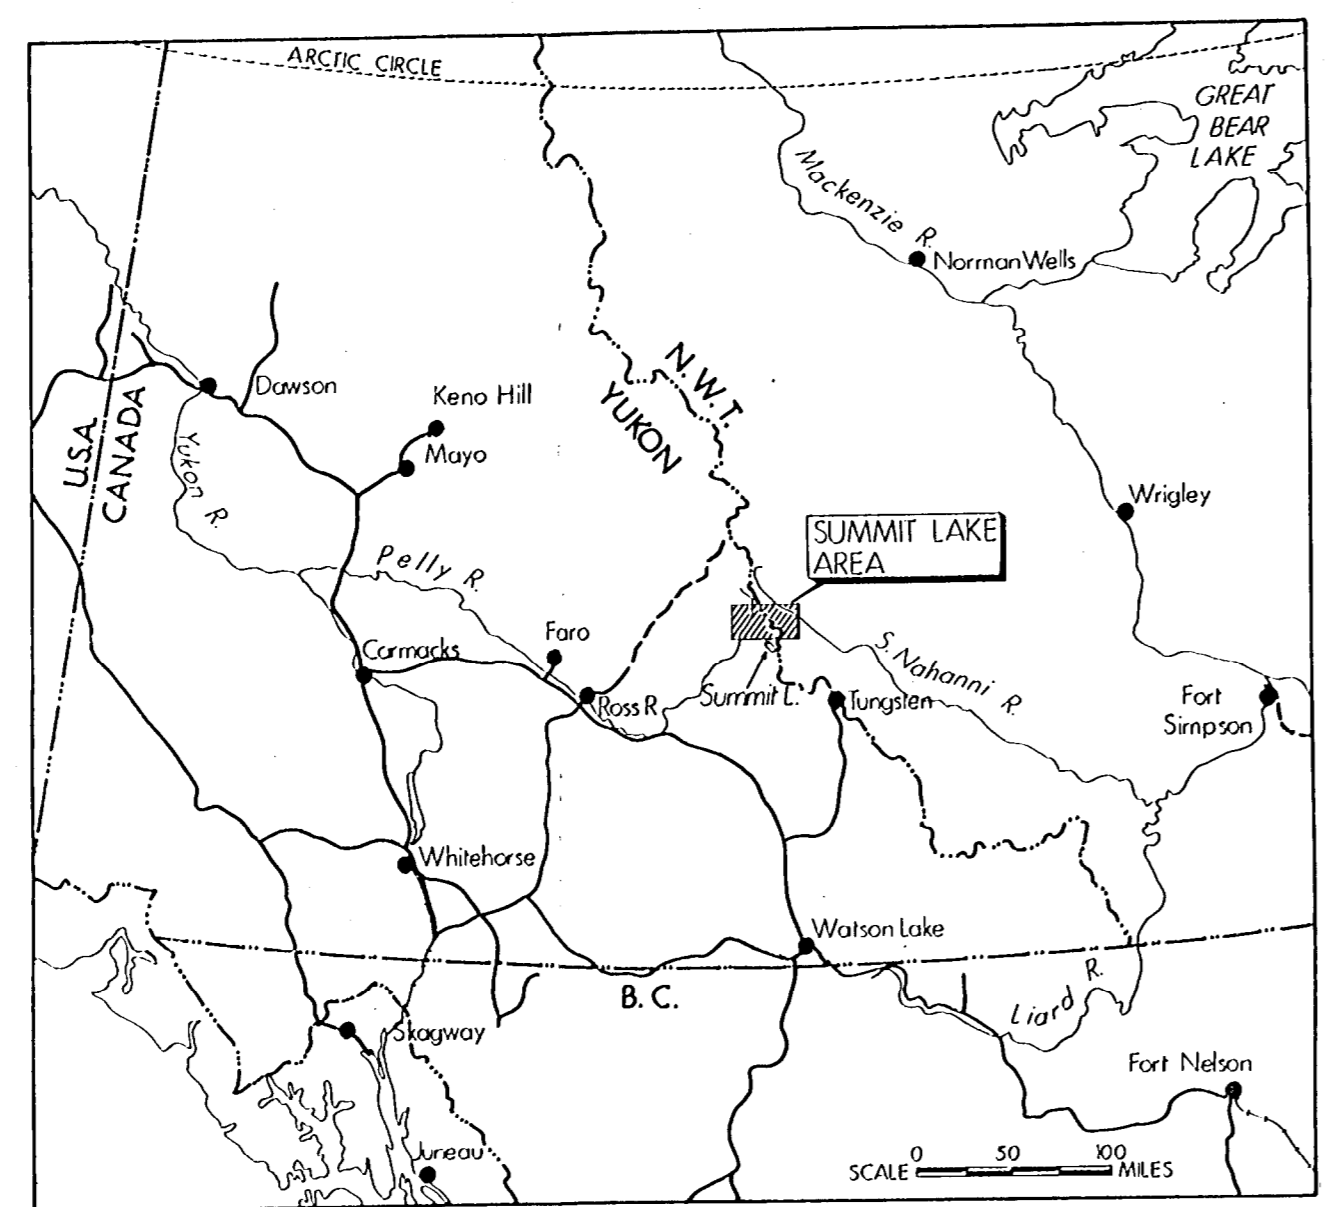 ARCTIC CIRCLE
GREAT
BEAR
LAKE
Mackenzie R.
Norman Wells
Dawson
Keno Hill
Mayo
N.W.T.
YUKON
U.S.A.
CANADA
Yukon R.
Wrigley
SUMMIT LAKE
AREA
Pelly R.
Faro
Carmacks
S. Nahanni R.
Summit L.
Ross R
Tungsten
Fort
Simpson
Whitehorse
Watson Lake
B.C.
Liard R.
Skagway
Fort Nelson
Juneau
0 50 100
SCALE MILES